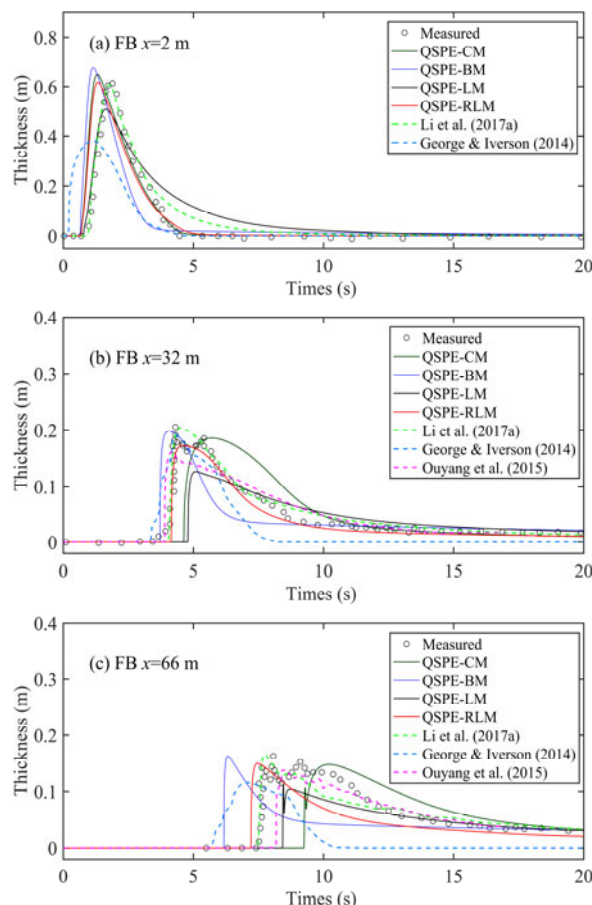 (a) FB x=2 m
Measured
QSPE-CM
QSPE-BM
QSPE-LM
QSPE-RLM
Li et al. (2017a)
George & Iverson (2014)
Thickness (m)
0.8
0.6
0.4
0.2
0
0 5 10 15 20
Times (s)
(b) FB x=32 m
Measured
QSPE-CM
QSPE-BM
QSPE-LM
QSPE-RLM
Li et al. (2017a)
George & Iverson (2014)
Ouyang et al. (2015)
Thickness (m)
0.4
0.3
0.2
0.1
0
0 5 10 15 20
Times (s)
(c) FB x=66 m
Measured
QSPE-CM
QSPE-BM
QSPE-LM
QSPE-RLM
Li et al. (2017a)
George & Iverson (2014)
Ouyang et al. (2015)
Thickness (m)
0.4
0.3
0.2
0.1
0
0 5 10 15 20
Times (s)